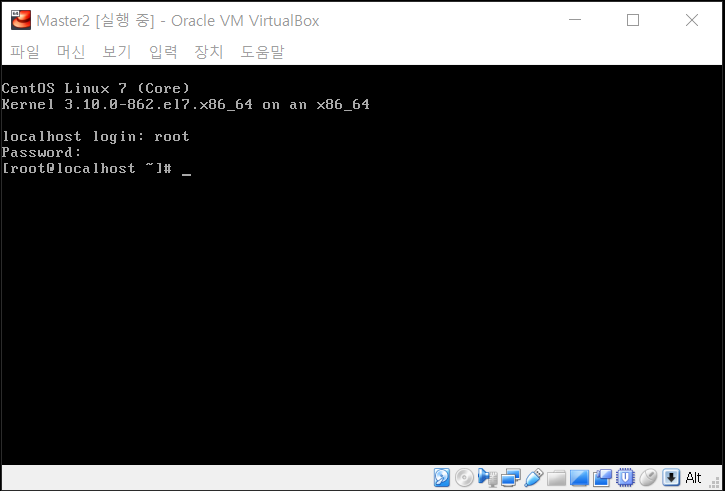 Master2 [실행 중] - Oracle VM VirtualBox
파일 머신 보기 입력 장치 도움말
CentOS Linux 7 (Core)
Kernel 3.10.0-862.el7.x86_64 on an x86_64
localhost login: root
Password:
[root@localhost ~]# _
Alt